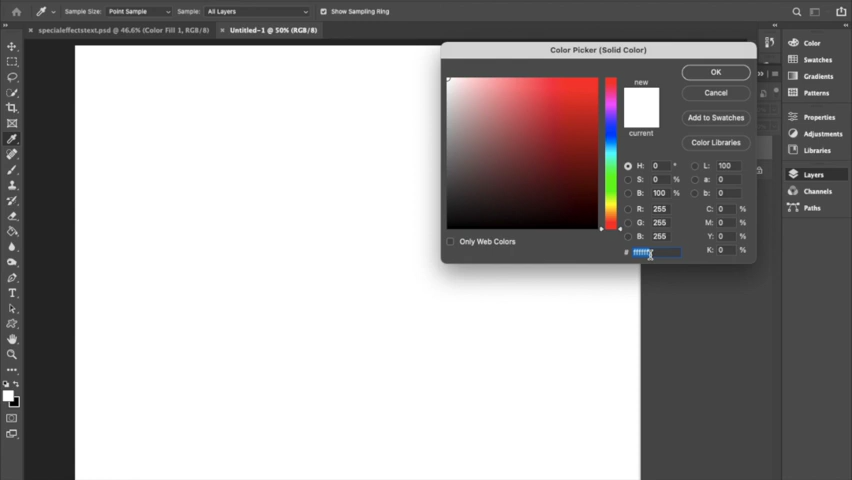 Sample Size: Point Sample Sample: All Layers Show Sampling Ring
specialeffectstext.psd @ 46.6% (Color Fill 1, RGB/8) Untitled-1 @ 50% (RGB/8)
Color Picker (Solid Color)
new
current
OK
Cancel
Add to Swatches
Color Libraries
H: 0 ° L: 100
S: 0 % a: 0
B: 100 % b: 0
R: 255 C: 0 %
G: 255 M: 0 %
B: 255 Y: 0 %
# ffffff K: 0 %
Only Web Colors
Color
Swatches
Gradients
Patterns
Properties
Adjustments
Libraries
Layers
Channels
Paths